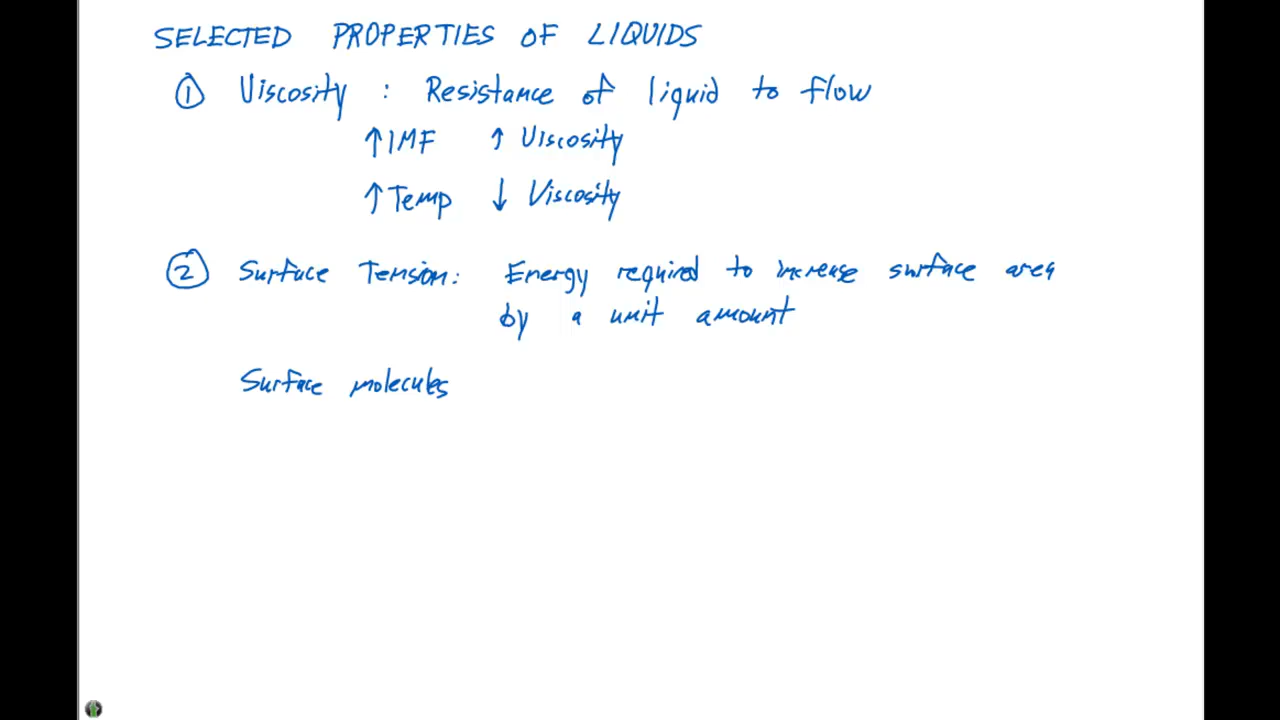 SELECTED PROPERTIES OF LIQUIDS
① Viscosity : Resistance of liquid to flow
↑ IMF ↑ Viscosity
↑ Temp ↓ Viscosity
② Surface Tension: Energy required to increase surface area
by a unit amount
Surface molecules